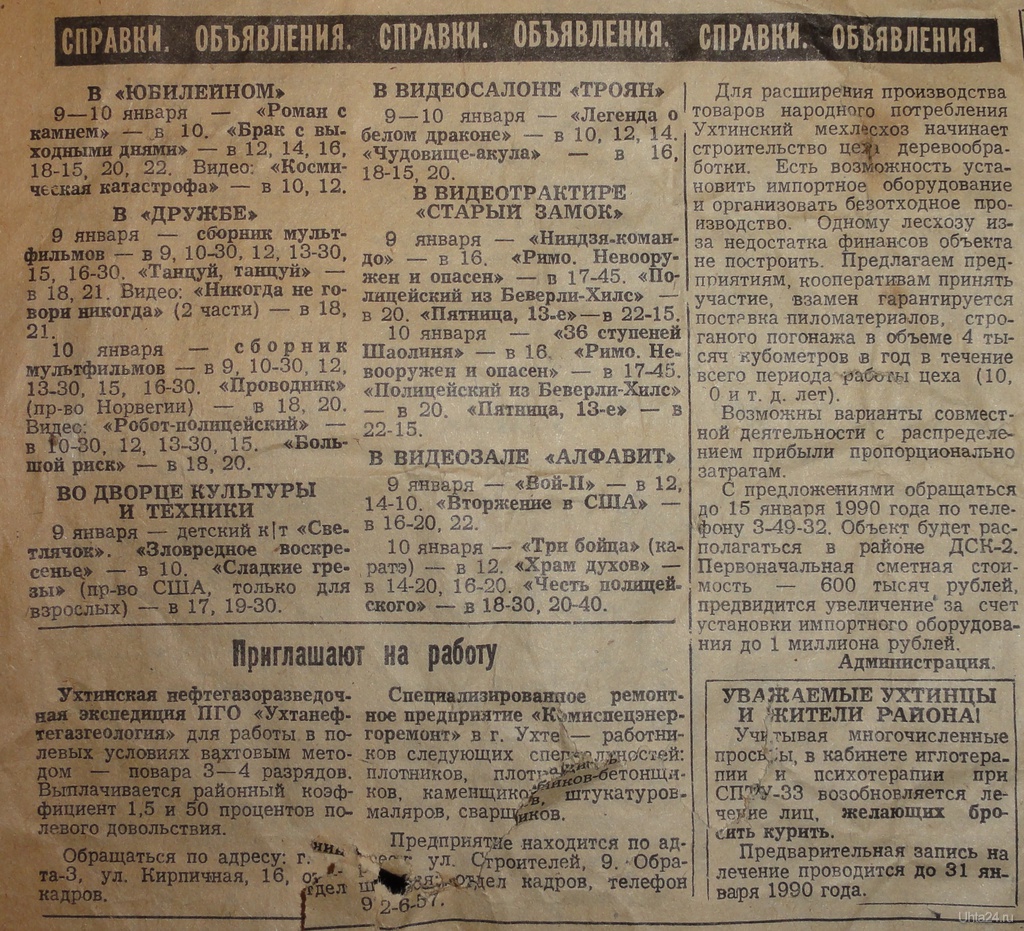 СПРАВКИ. ОБЪЯВЛЕНИЯ. СПРАВКИ. ОБЪЯВЛЕНИЯ. СПРАВКИ. ОБЪЯВЛЕНИЯ.
В «ЮБИЛЕЙНОМ»
9—10 января — «Роман с
камнем» — в 10. «Брак с вы-
ходными днями» — в 12, 14, 16,
18-15, 20, 22. Видео: «Косми-
ческая катастрофа» — в 10, 12.
В «ДРУЖБЕ»
9 января — сборник мульт-
фильмов — в 9, 10-30, 12, 13-30,
15, 16-30. «Танцуй, танцуй» —
в 18, 21. Видео: «Никогда не го-
вори никогда» (2 части) — в 18,
21.
10 января — сборник
мультфильмов — в 9, 10-30, 12,
13-30, 15, 16-30. «Проводник»
(пр-во Норвегии) — в 18, 20.
Видео: «Робот-полицейский» —
в 10-30, 12, 13-30, 15. «Боль-
шой риск» — в 18, 20.
ВО ДВОРЦЕ КУЛЬТУРЫ
И ТЕХНИКИ
9 января — детский к|т «Све-
тлячок». «Зловредное воскре-
сенье» — в 10. «Сладкие гре-
зы» (пр-во США, только для
взрослых) — в 17, 19-30.
В ВИДЕОСАЛОНЕ «ТРОЯН»
9—10 января — «Легенда о
белом драконе» — в 10, 12, 14.
«Чудовище-акула» — в 16,
18-15, 20.
В ВИДЕОТРАКТИРЕ
«СТАРЫЙ ЗАМОК»
9 января — «Ниндзя-коман-
до» — в 16. «Римо. Невоору-
жен и опасен» — в 17-45. «По-
лицейский из Беверли-Хилс» —
в 20. «Пятница, 13-е» — в 22-15.
10 января — «36 ступеней
Шаолиня» — в 16. «Римо. Не-
вооружен и опасен» — в 17-45.
«Полицейский из Беверли-Хилс»
— в 20. «Пятница, 13-е» — в
22-15.
В ВИДЕОЗАЛЕ «АЛФАВИТ»
9 января — «Вой-II» — в 12,
14-10. «Вторжение в США» —
в 16-20, 22.
10 января — «Три бойца» (ка-
ратэ) — в 12. «Храм духов» —
в 14-20, 16-20. «Честь полицей-
ского» — в 18-30, 20-40.
Для расширения производства
товаров народного потребления
Ухтинский мехлесхоз начинает
строительство цеха деревообра-
ботки. Есть возможность уста-
новить импортное оборудование
и организовать безотходное про-
изводство. Одному лесхозу из-
за недостатка финансов объекта
не построить. Предлагаем пред-
приятиям, кооперативам принять
участие, взамен гарантируется
поставка пиломатериалов, стро-
ганого погонажа в объеме 4 ты-
сяч кубометров в год в течение
всего периода работы цеха (10,
0 и т. д. лет).
Возможны варианты совмест-
ной деятельности с распределе-
нием прибыли пропорционально
затратам.
С предложениями обращаться
до 15 января 1990 года по теле-
фону 3-49-32. Объект будет рас-
полагаться в районе ДСК-2.
Первоначальная сметная стои-
мость — 600 тысяч рублей,
предвидится увеличение за счет
установки импортного оборудова-
ния до 1 миллиона рублей.
Администрация.
Приглашают на работу
Ухтинская нефтегазоразведоч-
ная экспедиция ПГО «Ухтанеф-
тегазгеология» для работы в по-
левых условиях вахтовым мето-
дом — повара 3—4 разрядов.
Выплачивается районный коэф-
фициент 1,5 и 50 процентов по-
левого довольствия.
Обращаться по адресу: г.
та-3, ул. Кирпичная, 16, отдел
кадров.
Специализированное ремонт-
ное предприятие «Комиспецэнер-
горемонт» в г. Ухте — работни-
ков следующих специальностей:
плотников, плотников-бетонщи-
ков, каменщиков, штукатуров-
маляров, сварщиков.
Предприятие находится по ад-
ул. Строителей, 9. Обра-
отдел кадров, телефон
9 2-6-57.
УВАЖАЕМЫЕ УХТИНЦЫ
И ЖИТЕЛИ РАЙОНА!
Учитывая многочисленные
просьбы, в кабинете иглотера-
пии и психотерапии при
СПТУ-33 возобновляется ле-
чение лиц, желающих бро-
сить курить.
Предварительная запись на
лечение проводится до 31 ян-
варя 1990 года.
Uhta24.ru